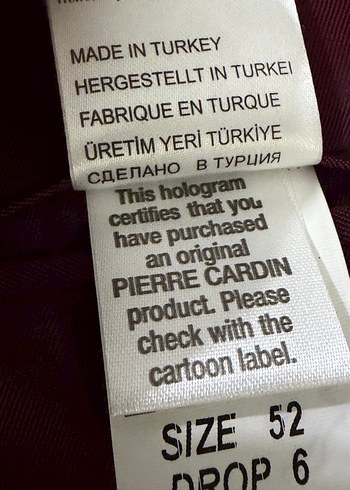 MADE IN TURKEY
HERGESTELLT IN TURKEI
FABRIQUE EN TURQUE
ÜRETİM YERİ TÜRKİYE
СДЕЛАНО В ТУРЦИЯ
This hologram
certifies that you
have purchased
an original
PIERRE CARDIN
product. Please
check with the
cartoon label.
SIZE 52
DROP 6